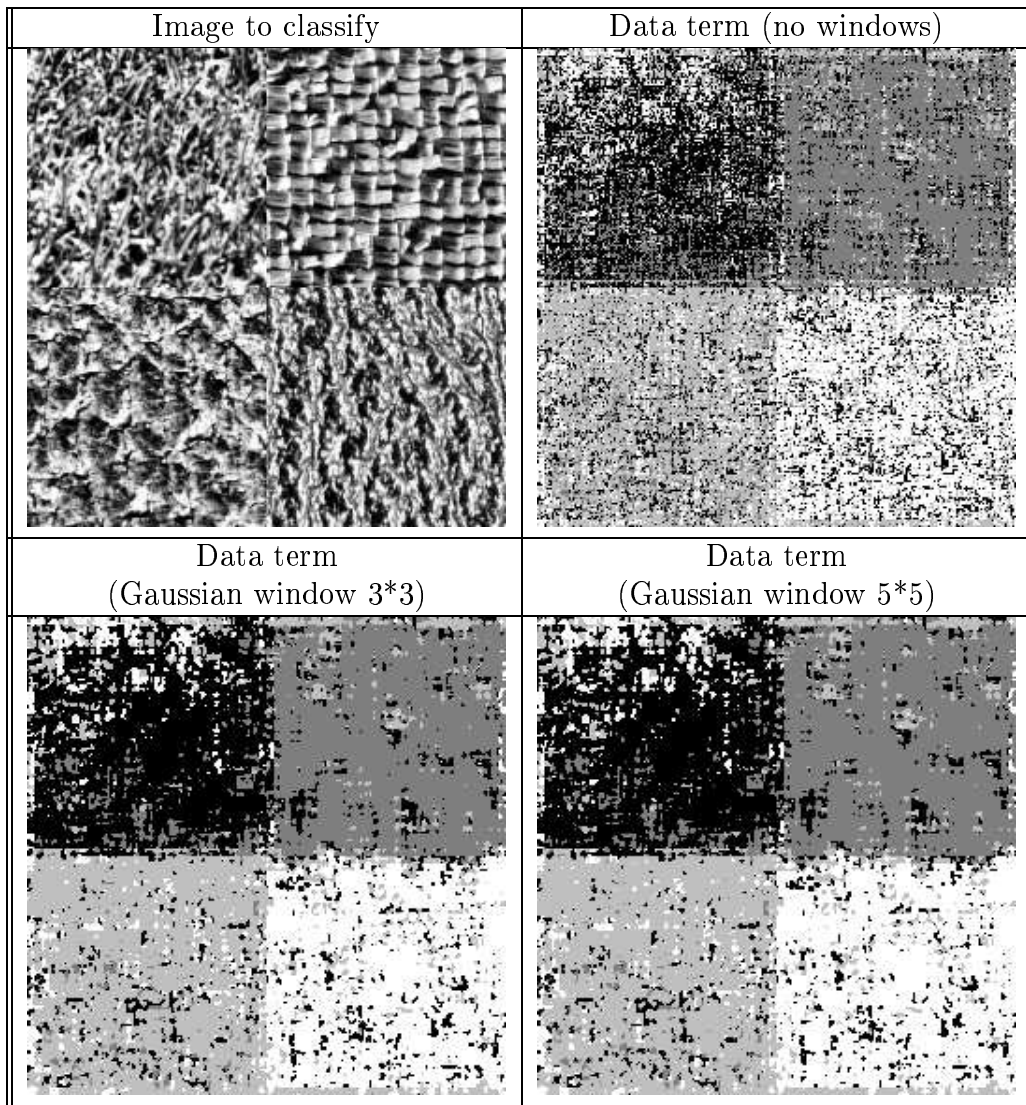 Image to classify
Data term (no windows)
Data term
(Gaussian window 3*3)
Data term
(Gaussian window 5*5)